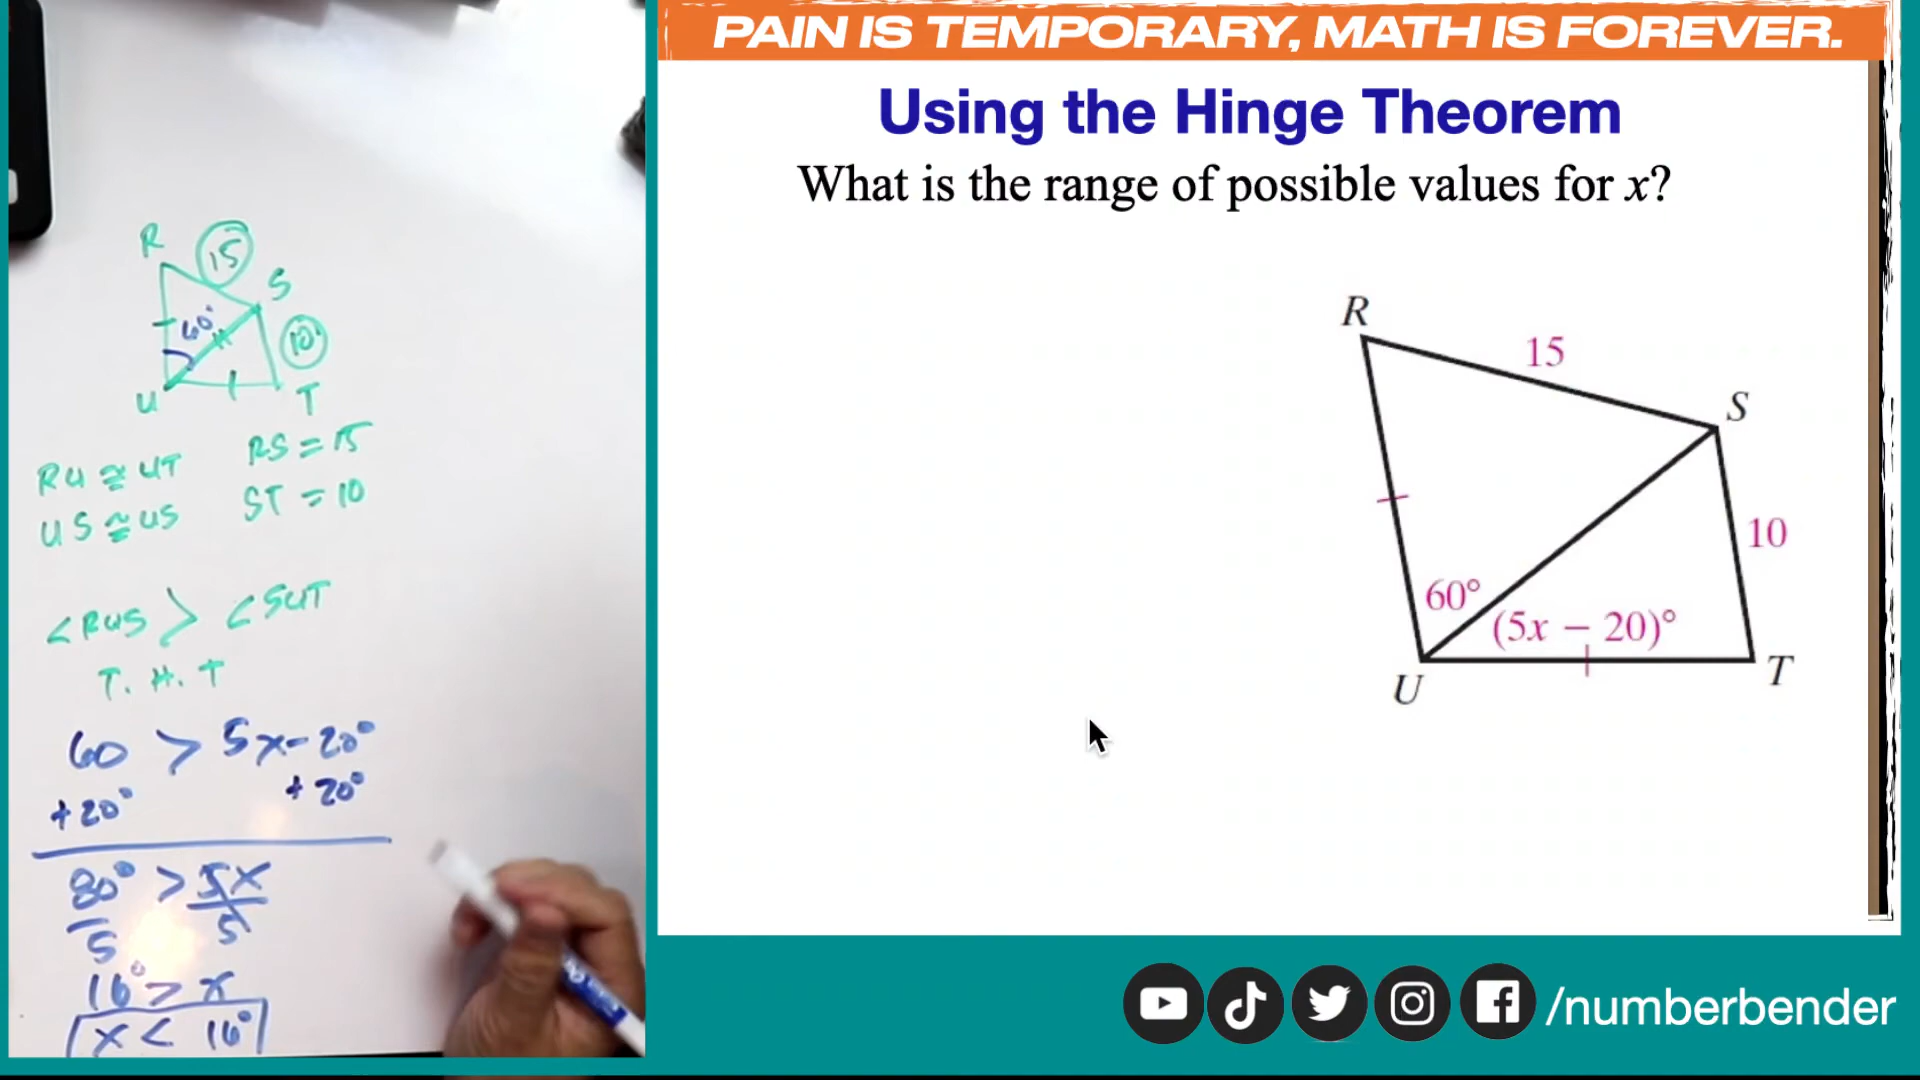 PAIN IS TEMPORARY, MATH IS FOREVER.
Using the Hinge Theorem
What is the range of possible values for x?
R
15
S
10
60°
(5x − 20)°
U
T
/numberbender
R
15
S
60°
10
U
T
RU ≅ UT RS = 15
US ≅ US ST = 10
<RUS > <SUT
T. H. T
60 > 5x - 20°
+20° +20°
80° > 5x
5 5
16° > x
x < 16°